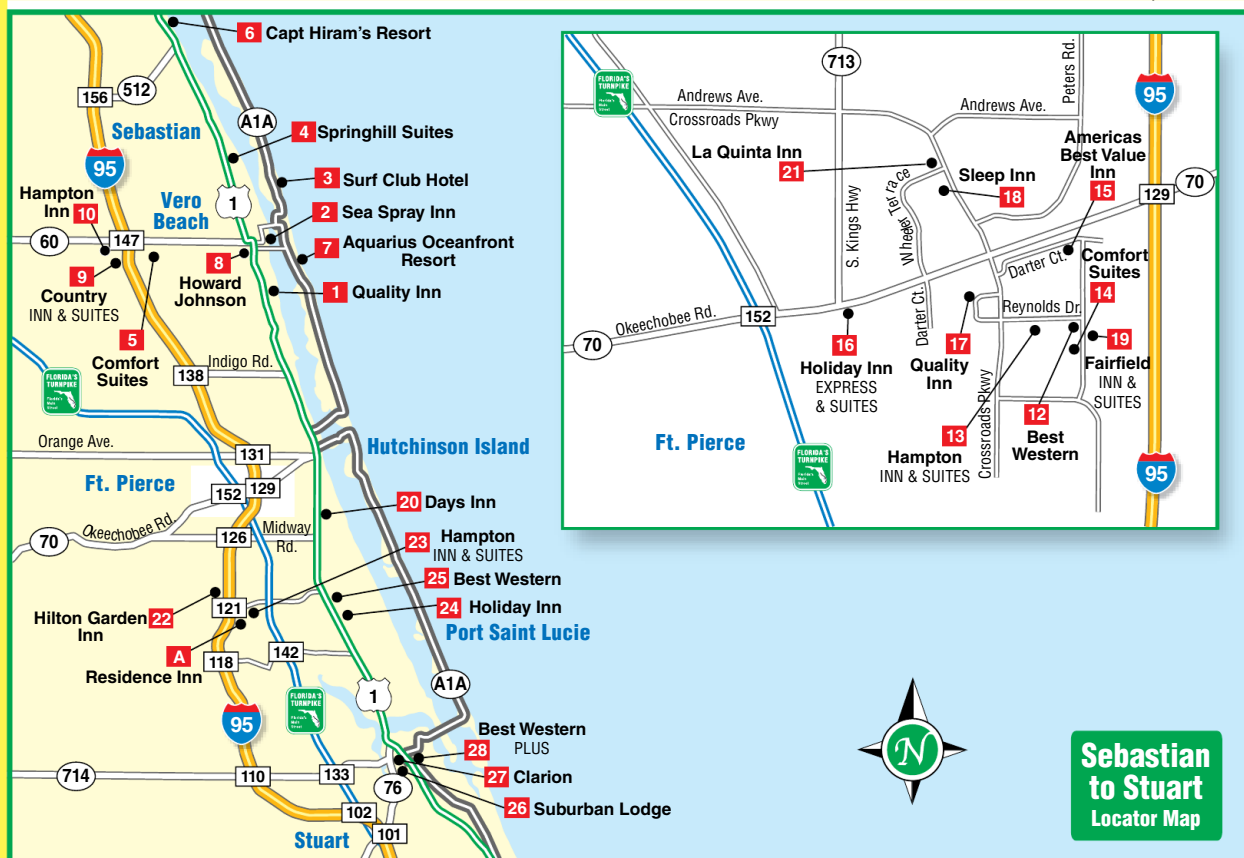 6 Capt Hiram's Resort
512
156
Sebastian
A1A
4 Springhill Suites
95
3 Surf Club Hotel
Hampton
Inn 10
Vero
Beach
1
2 Sea Spray Inn
60
147
7 Aquarius Oceanfront
Resort
8
Howard
Johnson
9
Country
INN & SUITES
1 Quality Inn
5
Comfort
Suites
Indigo Rd.
138
FLORIDA'S
TURNPIKE
Orange Ave.
131
Hutchinson Island
Ft. Pierce
152
129
20 Days Inn
Okeechobee Rd.
70
126
Midway
Rd.
23 Hampton
INN & SUITES
25 Best Western
24 Holiday Inn
Hilton Garden
Inn
22
121
Port Saint Lucie
A
Residence Inn
118
142
A1A
1
FLORIDA'S
TURNPIKE
95
Best Western
PLUS
28
27 Clarion
714
110
133
76
26 Suburban Lodge
102
101
Stuart
FLORIDA'S
TURNPIKE
713
Peters Rd.
95
Andrews Ave.
Crossroads Pkwy
Andrews Ave.
La Quinta Inn
21
Sleep Inn
18
Americas
Best Value
Inn
15
129
70
S. Kings Hwy
Wheeler Terrace
Darter Ct.
Darter Ct.
Comfort
Suites
14
Reynolds Dr.
Okeechobee Rd.
152
70
16
Holiday Inn
EXPRESS
& SUITES
17
Quality
Inn
19
Fairfield
INN &
SUITES
Crossroads Pkwy
12
Best
Western
13
Hampton
INN & SUITES
Ft. Pierce
FLORIDA'S
TURNPIKE
95
N
Sebastian
to Stuart
Locator Map